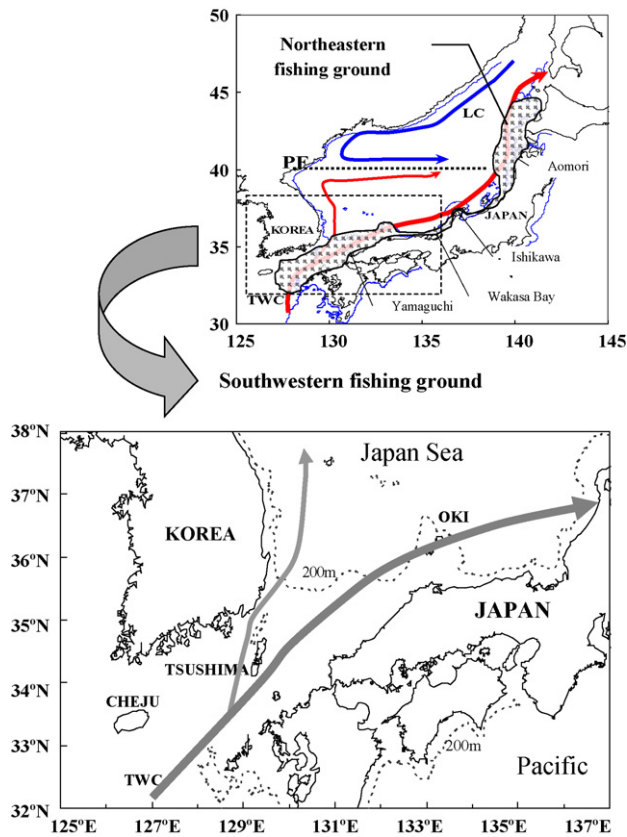 50
Northeastern
fishing ground
45
LC
PF
40
Aomori
KOREA
JAPAN
35
Ishikawa
TWC
Yamaguchi
Wakasa Bay
30
125 130 135 140 145
Southwestern fishing ground
38°N
Japan Sea
37°N
KOREA
OKI
36°N
200m
35°N
JAPAN
TSUSHIMA
34°N
CHEJU
33°N
200m
TWC
Pacific
32°N
125°E 127°E 129°E 131°E 133°E 135°E 137°E